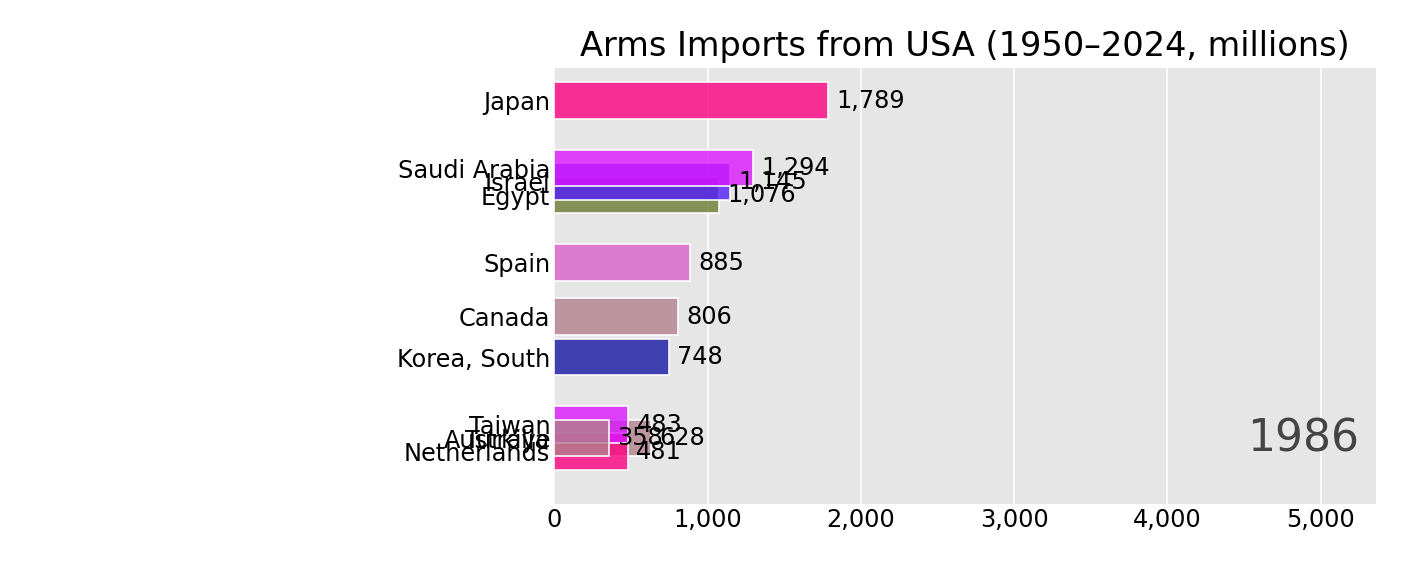 Arms Imports from USA (1950–2024, millions)
Japan 1,789
Saudi Arabia 1,294
Israel 1,145
Egypt 1,076
Spain 885
Canada 806
Korea, South 748
Taiwan 483
358 628
Netherlands 481
1986
0 1,000 2,000 3,000 4,000 5,000